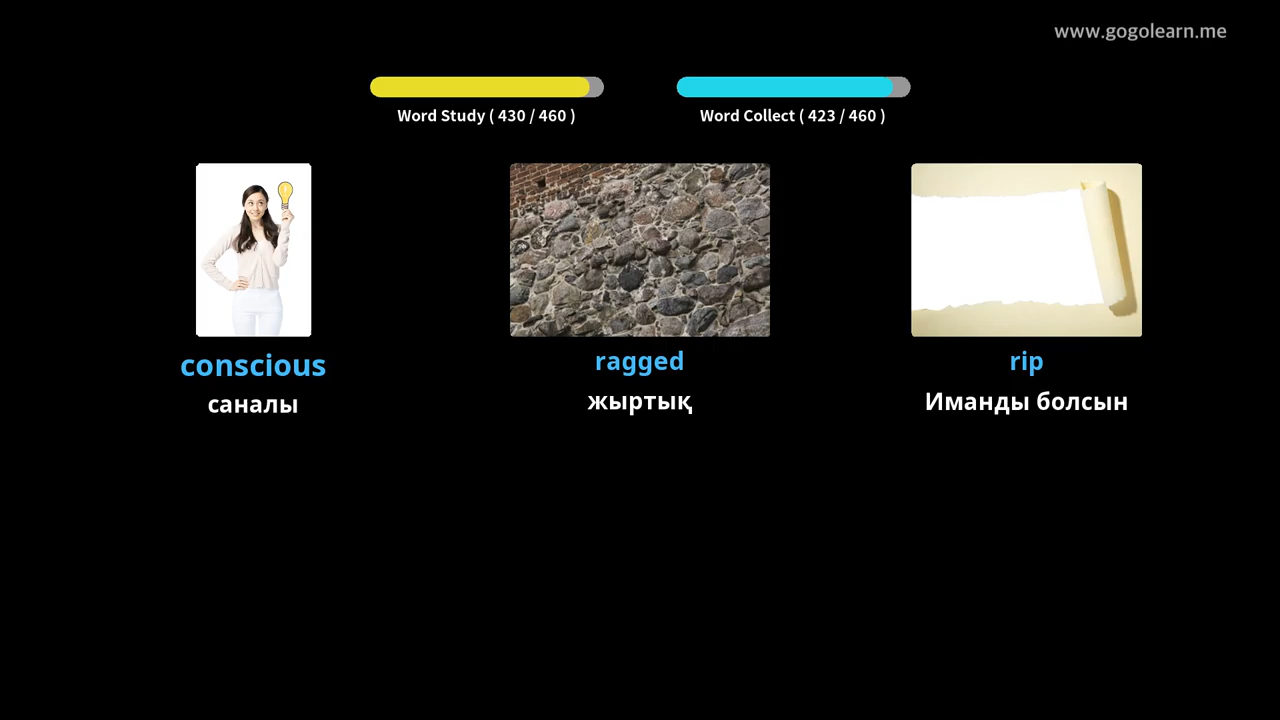 www.gogolearn.me
Word Study ( 430 / 460 )
Word Collect ( 423 / 460 )
conscious
ragged
rip
саналы
жыртық
Иманды болсын